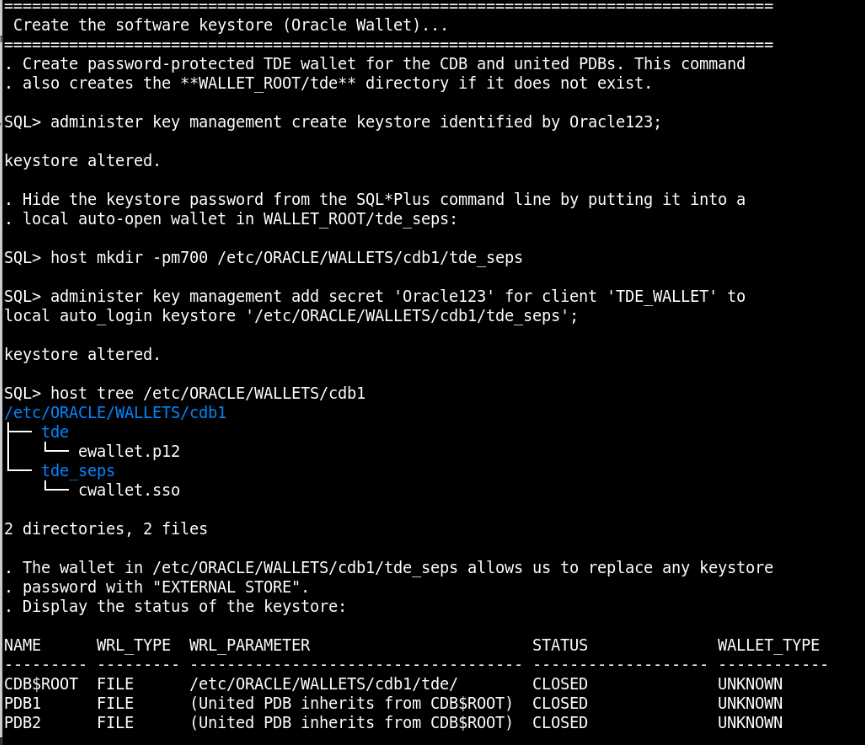 ====================================================================================
 Create the software keystore (Oracle Wallet)...
====================================================================================
. Create password-protected TDE wallet for the CDB and united PDBs. This command
. also creates the **WALLET_ROOT/tde** directory if it does not exist.
SQL> administer key management create keystore identified by Oracle123;
keystore altered.
. Hide the keystore password from the SQL*Plus command line by putting it into a
. local auto-open wallet in WALLET_ROOT/tde_seps:
SQL> host mkdir -pm700 /etc/ORACLE/WALLETS/cdb1/tde_seps
SQL> administer key management add secret 'Oracle123' for client 'TDE_WALLET' to
local auto_login keystore '/etc/ORACLE/WALLETS/cdb1/tde_seps';
keystore altered.
SQL> host tree /etc/ORACLE/WALLETS/cdb1
/etc/ORACLE/WALLETS/cdb1
├── tde
│   └── ewallet.p12
└── tde_seps
    └── cwallet.sso
2 directories, 2 files
. The wallet in /etc/ORACLE/WALLETS/cdb1/tde_seps allows us to replace any keystore
. password with "EXTERNAL STORE".
. Display the status of the keystore:
NAME      WRL_TYPE  WRL_PARAMETER                        STATUS              WALLET_TYPE
--------- --------- ------------------------------------ ------------------- ------------
CDB$ROOT  FILE      /etc/ORACLE/WALLETS/cdb1/tde/        CLOSED              UNKNOWN
PDB1      FILE      (United PDB inherits from CDB$ROOT)  CLOSED              UNKNOWN
PDB2      FILE      (United PDB inherits from CDB$ROOT)  CLOSED              UNKNOWN